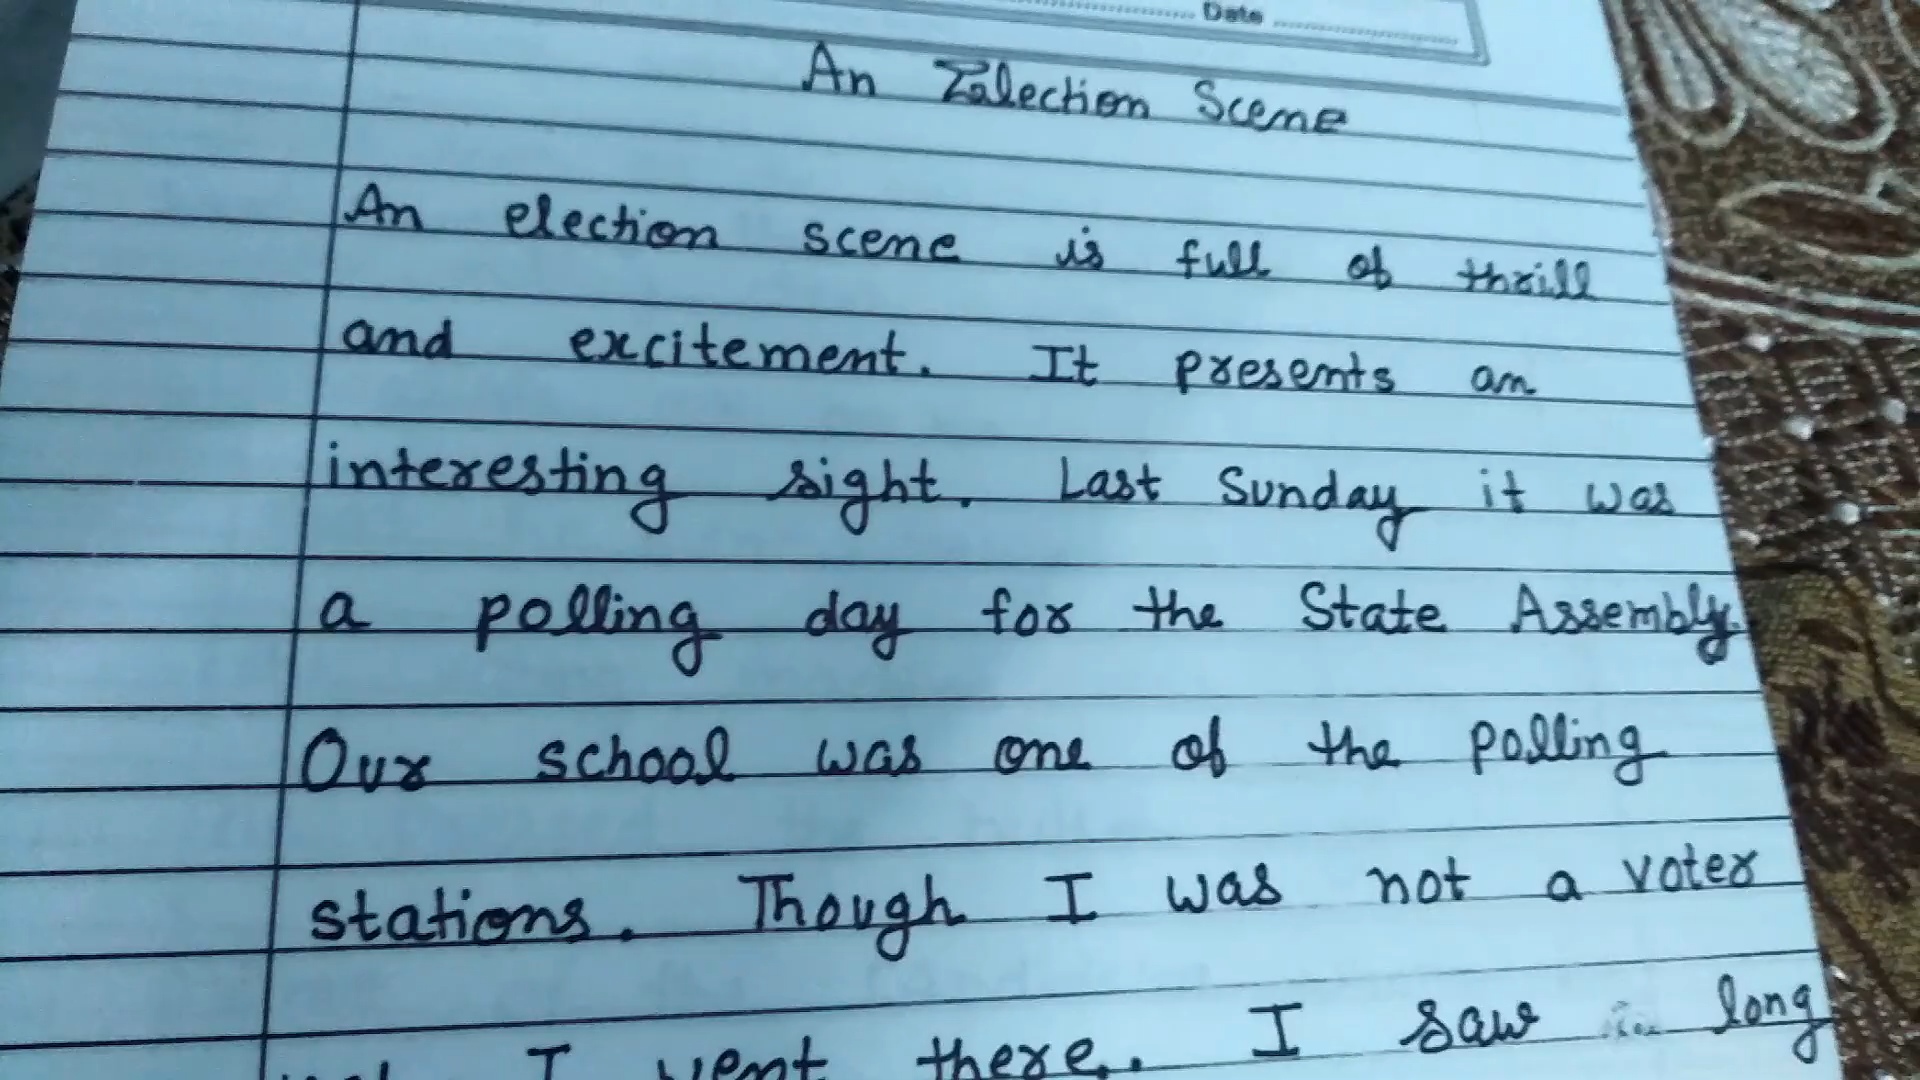 Date
An Election Scene
An election scene is full of thrill
and excitement. It presents an
interesting sight. Last Sunday it was
a polling day for the State Assembly.
Our school was one of the polling
stations. Though I was not a voter
I went there. I saw long